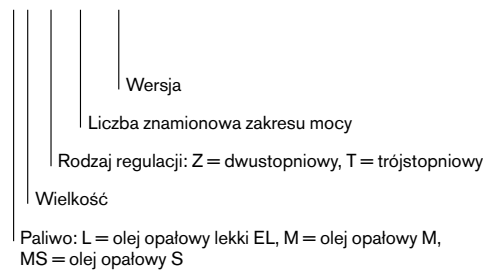 Wersja
Liczba znamionowa zakresu mocy
Rodzaj regulacji: Z = dwustopniowy, T = trójstopniowy
Wielkość
Paliwo: L = olej opałowy lekki EL, M = olej opałowy M,
MS = olej opałowy S